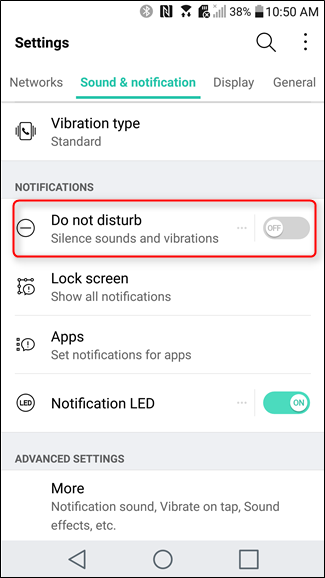 38% 10:50 AM
Settings
Networks Sound & notification Display General
Vibration type
Standard
NOTIFICATIONS
Do not disturb
Silence sounds and vibrations
OFF
Lock screen
Show all notifications
Apps
Set notifications for apps
LED
Notification LED
ON
ADVANCED SETTINGS
More
Notification sound, Vibrate on tap, Sound
effects, etc.